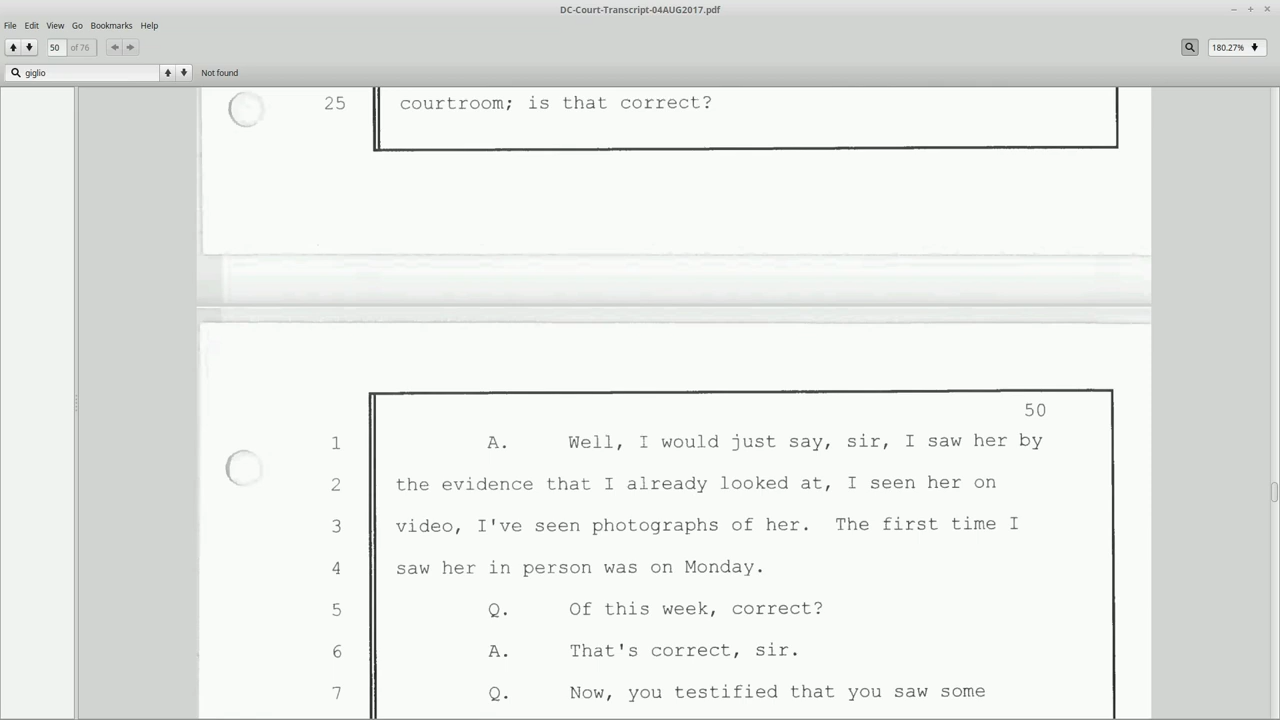 DC-Court-Transcript-04AUG2017.pdf
File Edit View Go Bookmarks Help
50 of 76 180.27%
giglio Not found
25 courtroom; is that correct?
50
1 A. Well, I would just say, sir, I saw her by
2 the evidence that I already looked at, I seen her on
3 video, I've seen photographs of her. The first time I
4 saw her in person was on Monday.
5 Q. Of this week, correct?
6 A. That's correct, sir.
7 Q. Now, you testified that you saw some